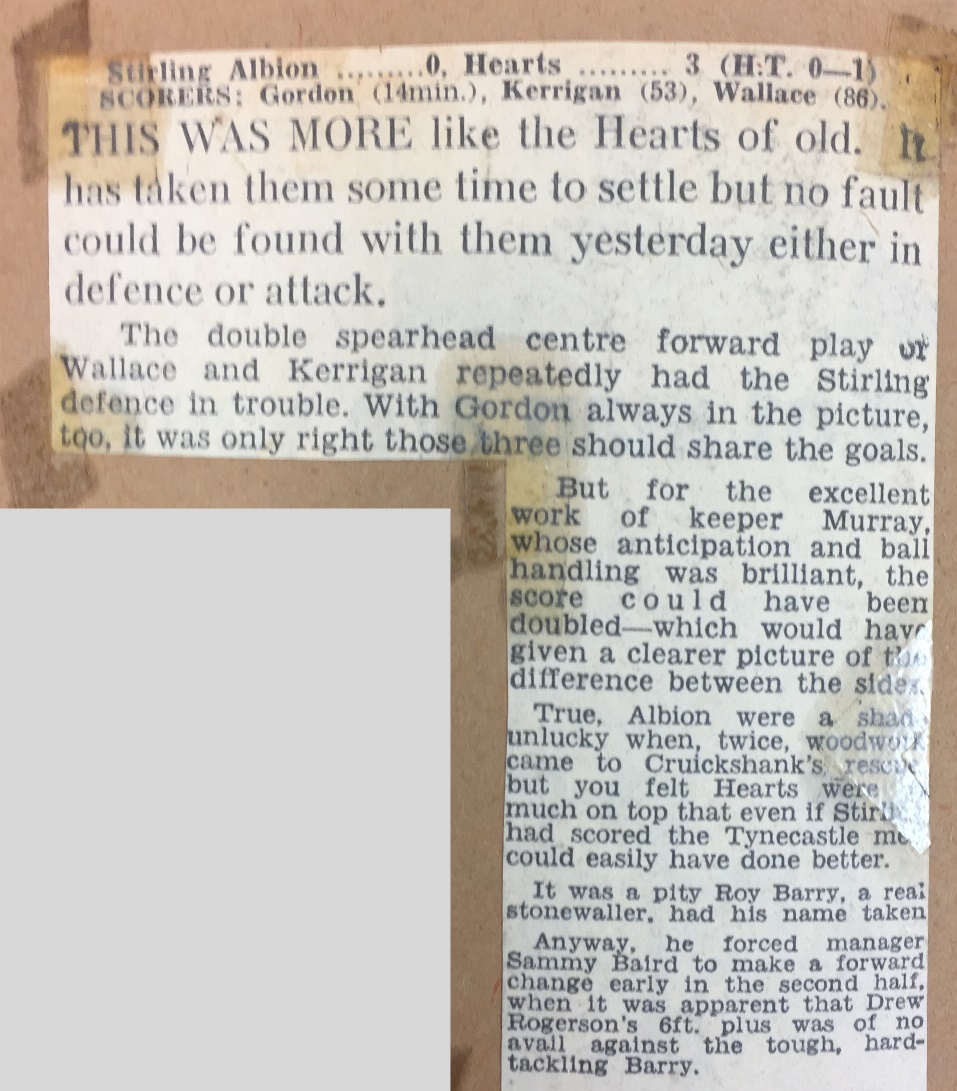 Stirling Albion .........0, Hearts ......... 3 (H.T. 0—1)
SCORERS: Gordon (14min.), Kerrigan (53), Wallace (86).
THIS WAS MORE like the Hearts of old. It
has taken them some time to settle but no fault
could be found with them yesterday either in
defence or attack.
The double spearhead centre forward play of
Wallace and Kerrigan repeatedly had the Stirling
defence in trouble. With Gordon always in the picture,
too, it was only right those three should share the goals.
But for the excellent
work of keeper Murray,
whose anticipation and ball
handling was brilliant, the
score could have been
doubled—which would have
given a clearer picture of the
difference between the sides.
True, Albion were a shad
unlucky when, twice, woodwork
came to Cruickshank's rescue
but you felt Hearts were
much on top that even if Stirli
had scored the Tynecastle me
could easily have done better.
It was a pity Roy Barry, a real
stonewaller, had his name taken
Anyway, he forced manager
Sammy Baird to make a forward
change early in the second half,
when it was apparent that Drew
Rogerson's 6ft. plus was of no
avail against the tough, hard-
tackling Barry.